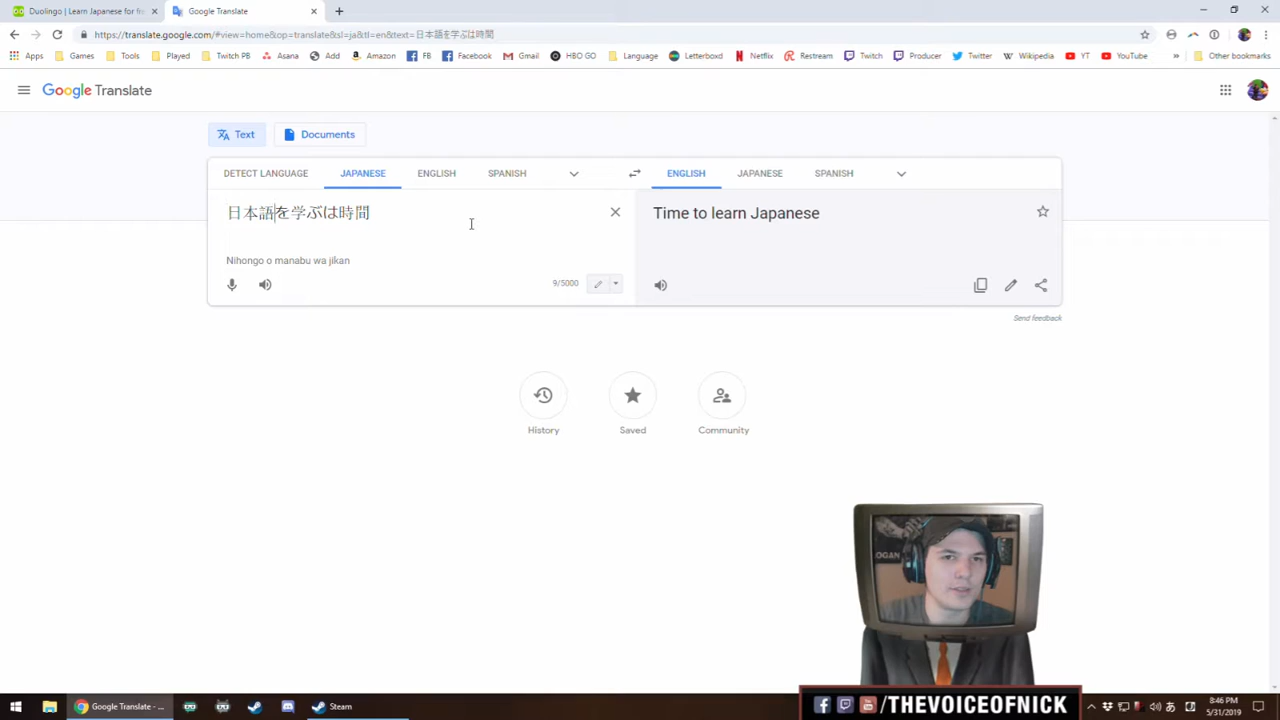 Duolingo | Learn Japanese for fr
Google Translate
https://translate.google.com/#view=home&op=translate&sl=ja&tl=en&text=日本語を学ぶは時間
Apps Games Tools Played Twitch PB Asana Add Amazon FB Facebook Gmail HBO GO Language Letterboxd Netflix Restream Twitch Producer Twitter Wikipedia YT YouTube » Other bookmarks
Google Translate
Text Documents
DETECT LANGUAGE JAPANESE ENGLISH SPANISH ENGLISH JAPANESE SPANISH
日本語を学ぶは時間 Time to learn Japanese
Nihongo o manabu wa jikan
9/5000
Send feedback
History Saved Community
OGAN
/THEVOICEOFNICK
Google Translate - ... Steam
8:46 PM
5/31/2019